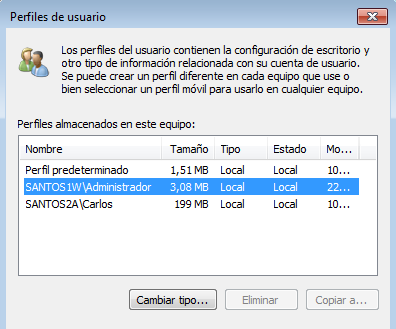 Perfiles de usuario
Los perfiles del usuario contienen la configuración de escritorio y
otro tipo de información relacionada con su cuenta de usuario.
Se puede crear un perfil diferente en cada equipo que use o
bien seleccionar un perfil móvil para usarlo en cualquier equipo.
Perfiles almacenados en este equipo:
Nombre Tamaño Tipo Estado Mo...
Perfil predeterminado 1,51 MB Local Local 10...
SANTOS1W\Administrador 3,08 MB Local Local 22...
SANTOS2A\Carlos 199 MB Local Local 10...
Cambiar tipo... Eliminar Copiar a...